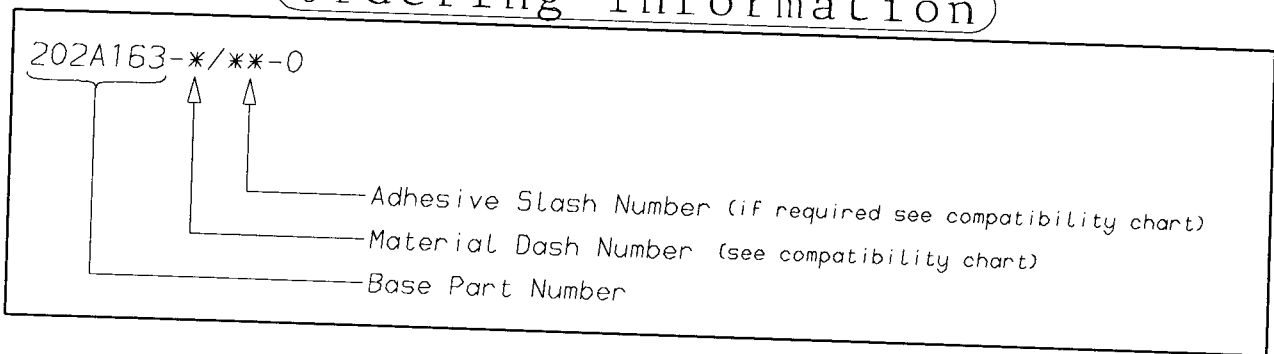 Information
202A163-*/**-0
Adhesive Slash Number (if required see compatibility chart)
Material Dash Number (see compatibility chart)
Base Part Number